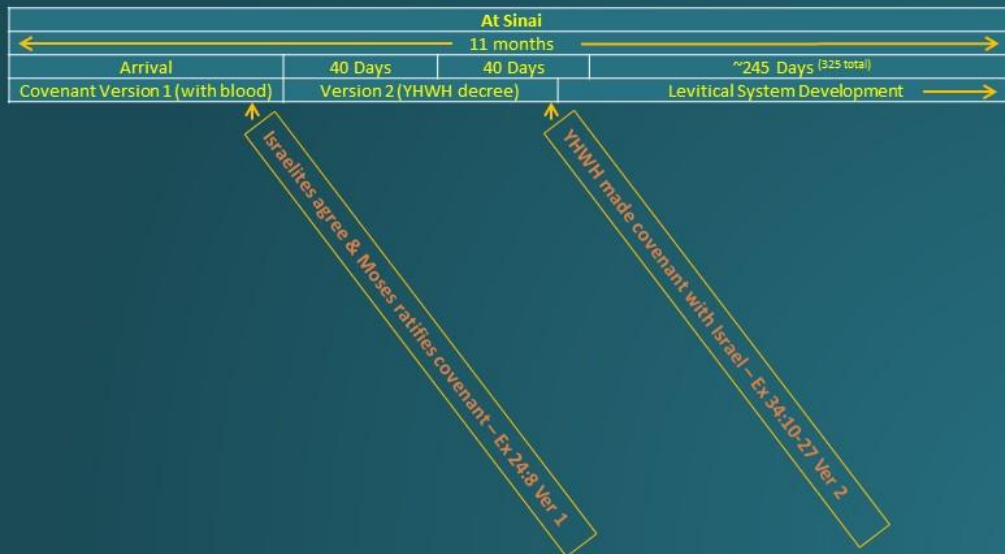 At Sinai
11 months
Arrival 40 Days 40 Days ~245 Days (325 total)
Covenant Version 1 (with blood) Version 2 (YHWH decree) Levitical System Development
Israelites agree & Moses ratifies covenant – Ex 24:8 Ver 1
YHWH made covenant with Israel – Ex 34:10-27 Ver 2